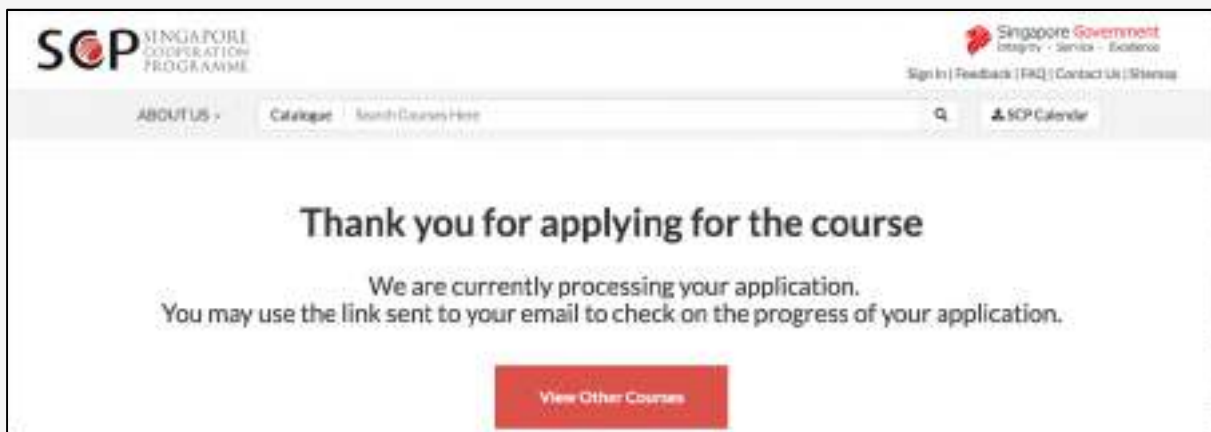 SCP SINGAPORE
COOPERATION
PROGRAMME
Singapore Government
Integrity · Service · Excellence
Sign In | Feedback | FAQ | Contact Us | Sitemap
ABOUT US
Catalogue
Search Courses Here
SCP Calendar
Thank you for applying for the course
We are currently processing your application.
You may use the link sent to your email to check on the progress of your application.
View Other Courses